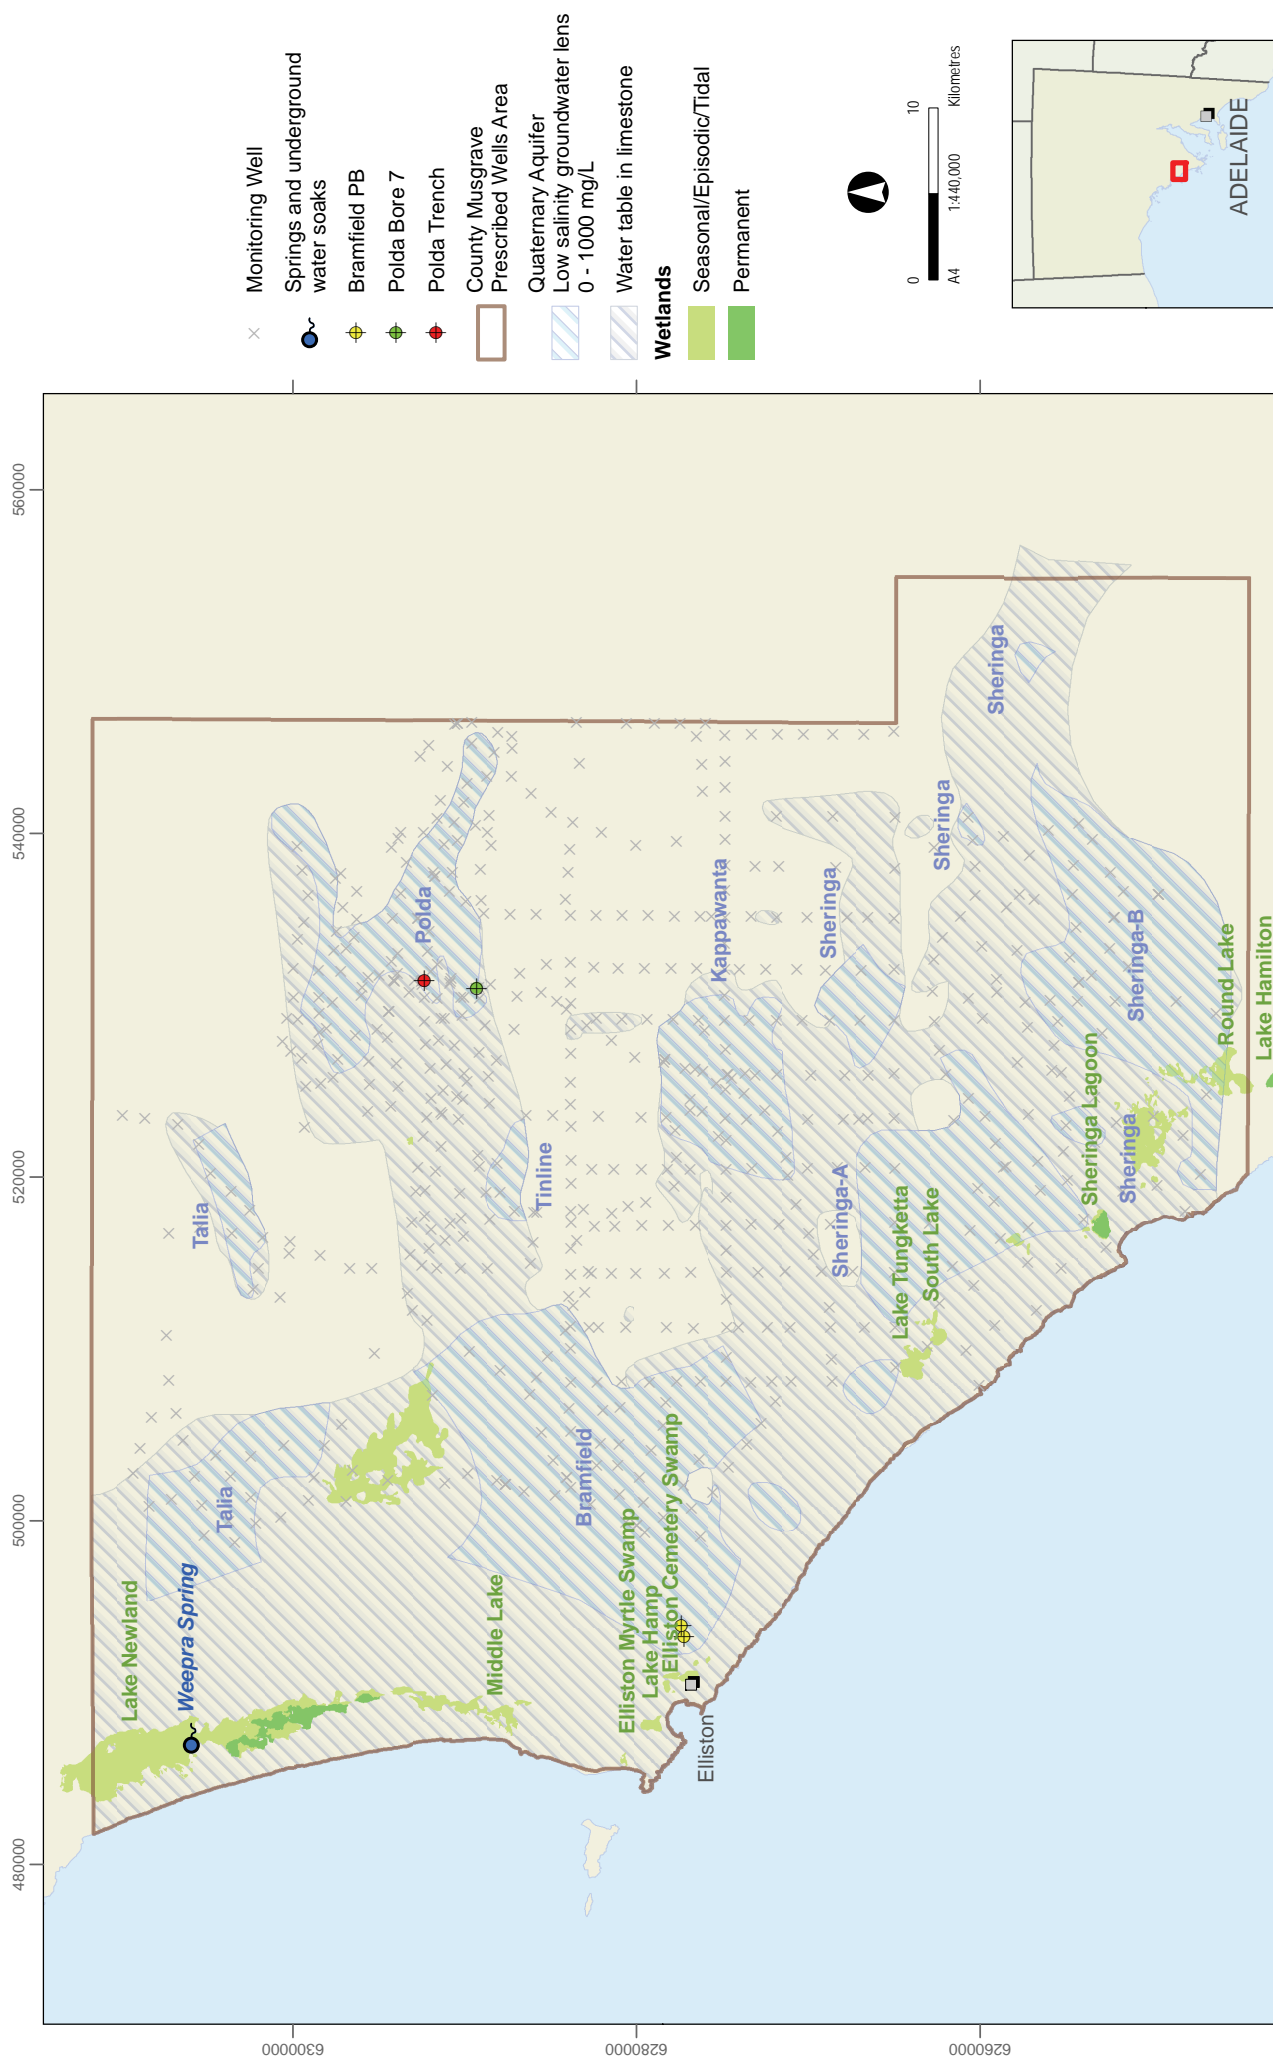 480000
500000
520000
540000
560000
6300000
6280000
6260000
Lake Newland
Weepra Spring
Talia
Talia
Middle Lake
Bramfield
Tinline
Polda
Elliston Myrtle Swamp
Lake Hamp
Elliston Cemetery Swamp
Elliston
Kappawanta
Sheringa
Sheringa
Sheringa
Sheringa-A
Lake Tungketta
South Lake
Sheringa Lagoon
Sheringa
Sheringa-B
Round Lake
Lake Hamilton
Monitoring Well
Springs and underground
water soaks
Bramfield PB
Polda Bore 7
Polda Trench
County Musgrave
Prescribed Wells Area
Quaternary Aquifer
Low salinity groundwater lens
0 - 1000 mg/L
Water table in limestone
Wetlands
Seasonal/Episodic/Tidal
Permanent
0 10
A4 1:440,000 Kilometres
ADELAIDE